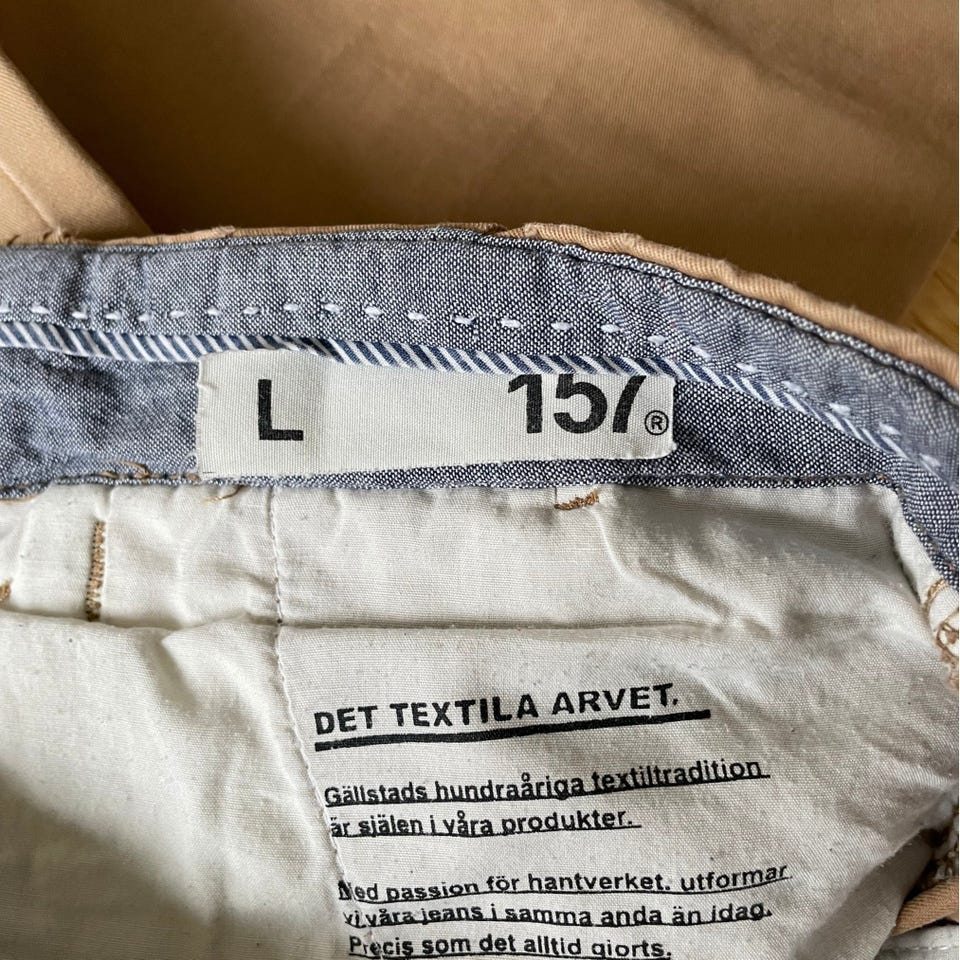 L 157®
DET TEXTILA ARVET.
Gällstads hundraåriga textiltradition
är själen i våra produkter.
Med passion för hantverket, utformar
vi våra jeans i samma anda än idag.
Precis som det alltid gjorts.